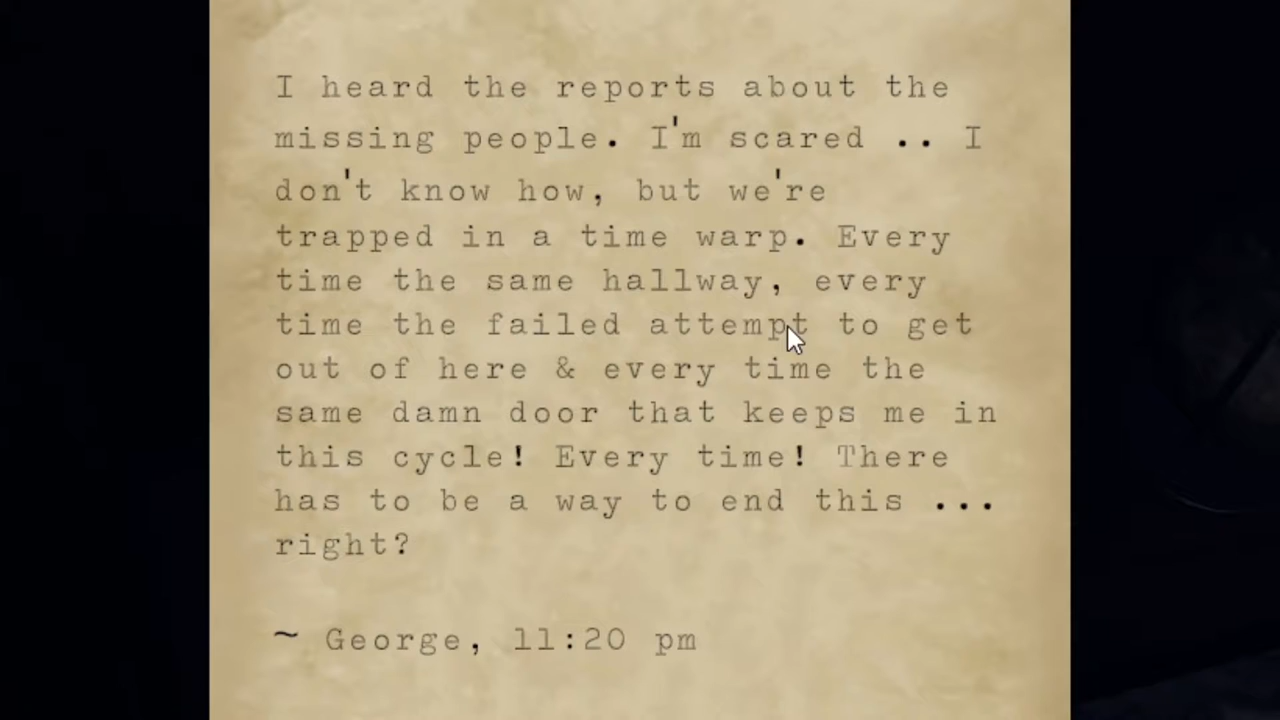 I heard the reports about the
missing people. I'm scared .. I
don't know how, but we're
trapped in a time warp. Every
time the same hallway, every
time the failed attempt to get
out of here & every time the
same damn door that keeps me in
this cycle! Every time! There
has to be a way to end this ...
right?
~ George, 11:20 pm